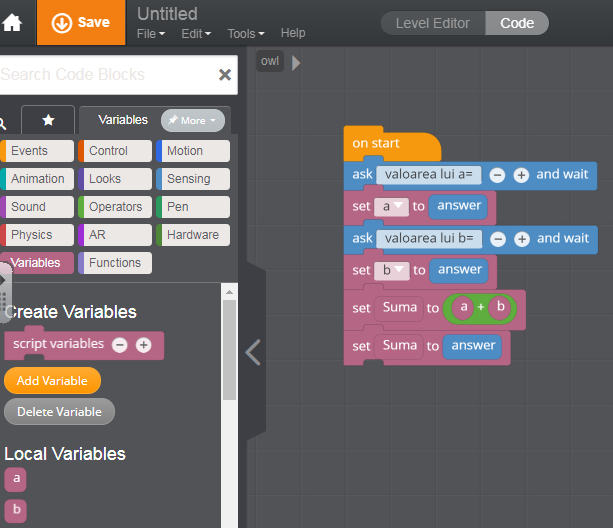 Save
Untitled
File Edit Tools Help
Level Editor Code
Search Code Blocks
Variables More
Events Control Motion
Animation Looks Sensing
Sound Operators Pen
Physics AR Hardware
Variables Functions
Create Variables
script variables
Add Variable
Delete Variable
Local Variables
a
b
owl
on start
ask valoarea lui a= and wait
set a to answer
ask valoarea lui b= and wait
set b to answer
set Suma to a + b
set Suma to answer